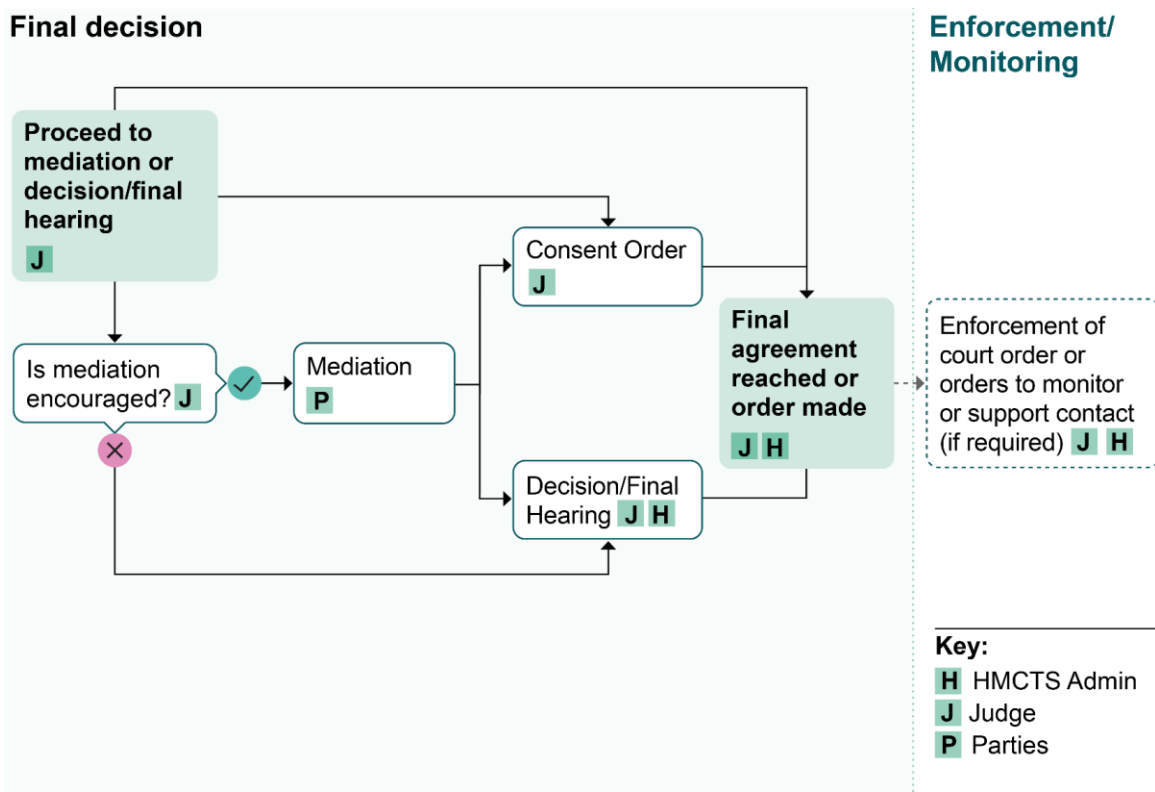 Final decision
Enforcement/
Monitoring
Proceed to
mediation or
decision/final
hearing
J
Is mediation
encouraged? J
Mediation
P
Consent Order
J
Decision/Final
Hearing J H
Final
agreement
reached or
order made
J H
Enforcement of
court order or
orders to monitor
or support contact
(if required) J H
Key:
H HMCTS Admin
J Judge
P Parties